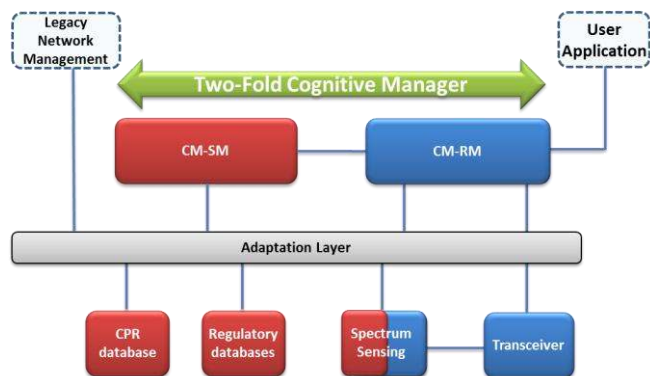 Legacy
Network
Management
User
Application
Two-Fold Cognitive Manager
CM-SM
CM-RM
Adaptation Layer
CPR
database
Regulatory
databases
Spectrum
Sensing
Transceiver